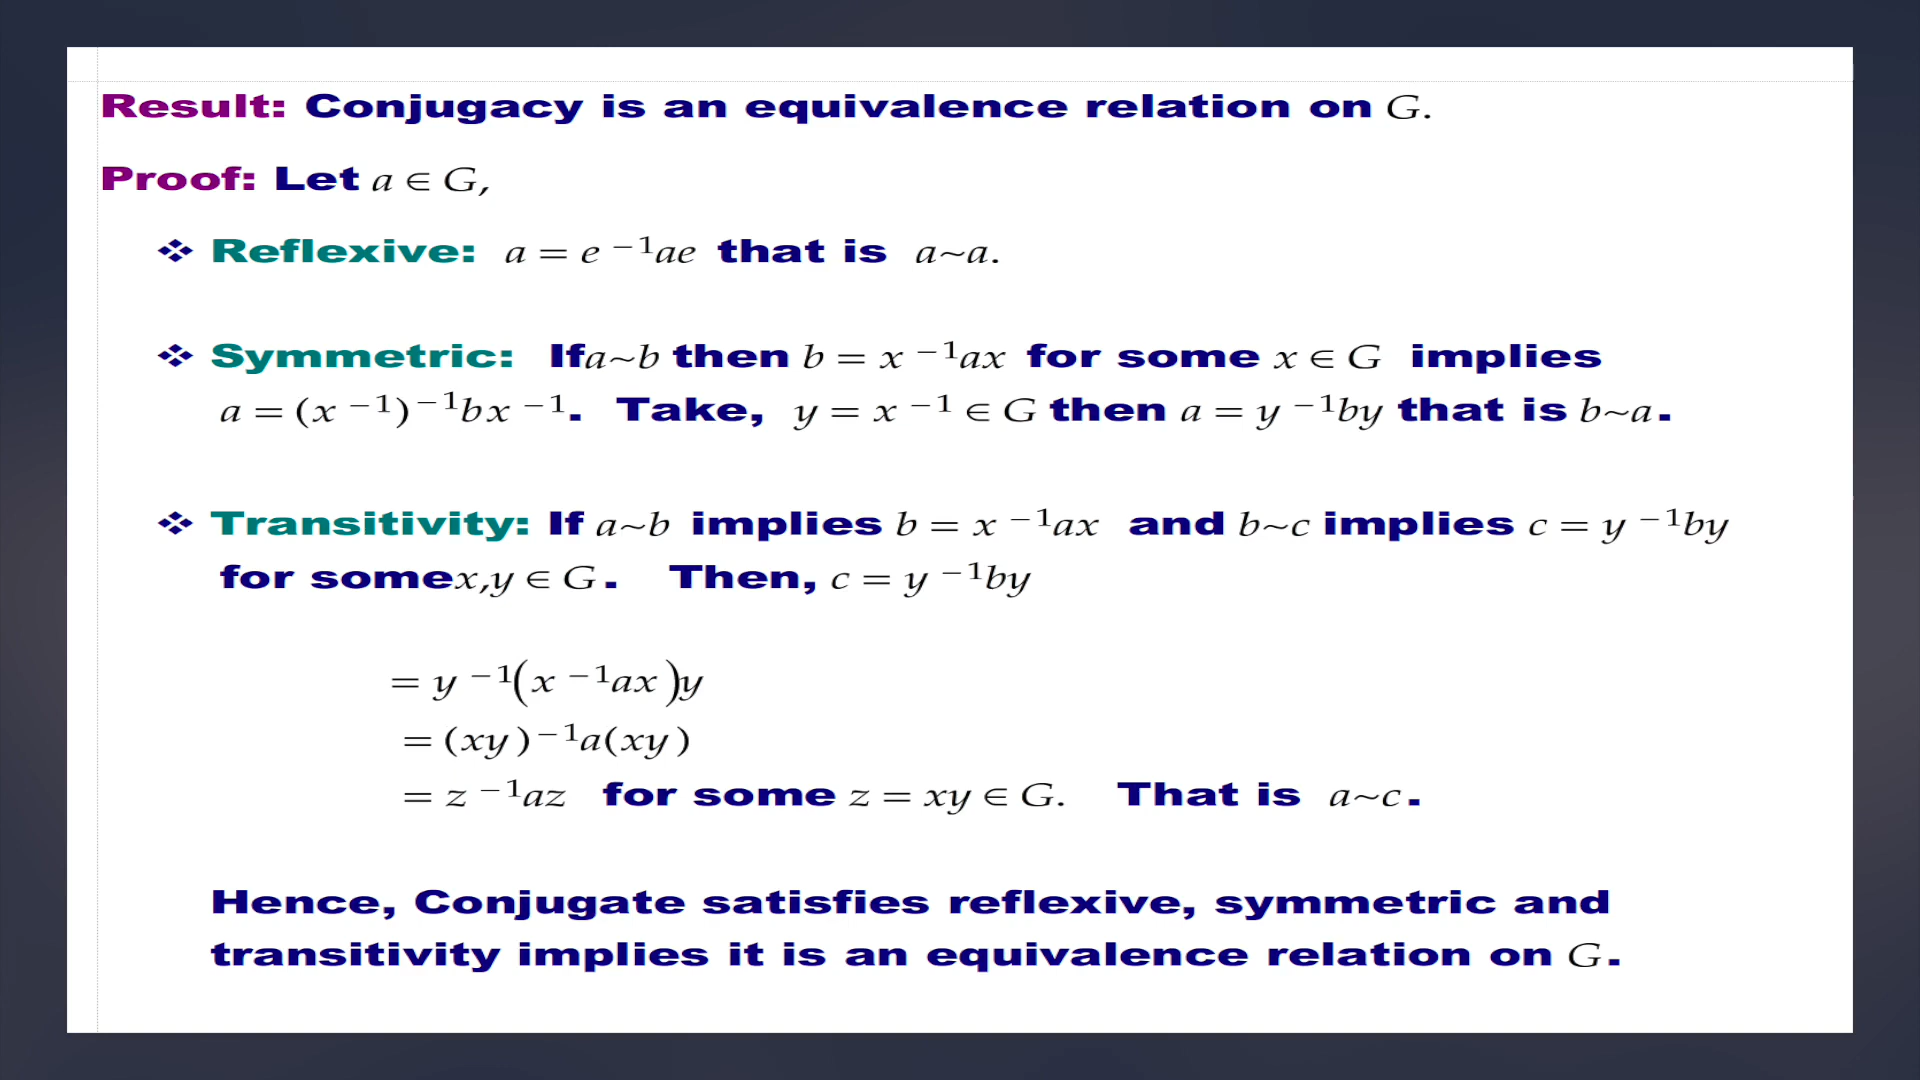 Result: Conjugacy is an equivalence relation on G.
Proof: Let a ∈ G,
❖ Reflexive: a = e⁻¹ae that is a~a.
❖ Symmetric: If a~b then b = x⁻¹ax for some x ∈ G implies
a = (x⁻¹)⁻¹bx⁻¹. Take, y = x⁻¹ ∈ G then a = y⁻¹by that is b~a.
❖ Transitivity: If a~b implies b = x⁻¹ax and b~c implies c = y⁻¹by
for some x,y ∈ G. Then, c = y⁻¹by
= y⁻¹(x⁻¹ax)y
= (xy)⁻¹a(xy)
= z⁻¹az for some z = xy ∈ G. That is a~c.
Hence, Conjugate satisfies reflexive, symmetric and
transitivity implies it is an equivalence relation on G.